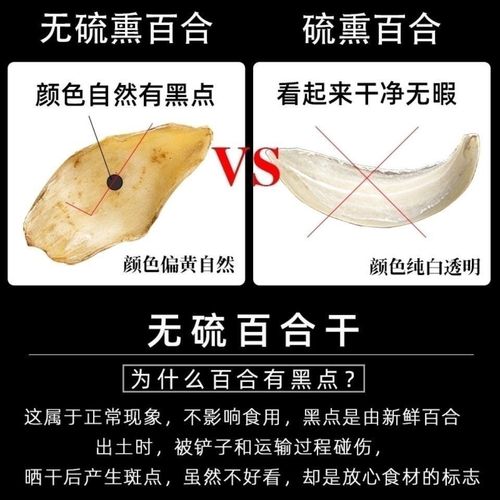 无硫熏百合
硫熏百合
颜色自然有黑点
看起来干净无暇
VS
颜色偏黄自然
颜色纯白透明
无硫百合干
为什么百合有黑点?
这属于正常现象，不影响食用，黑点是由新鲜百合
出土时，被铲子和运输过程碰伤，
晒干后产生斑点，虽然不好看，却是放心食材的标志